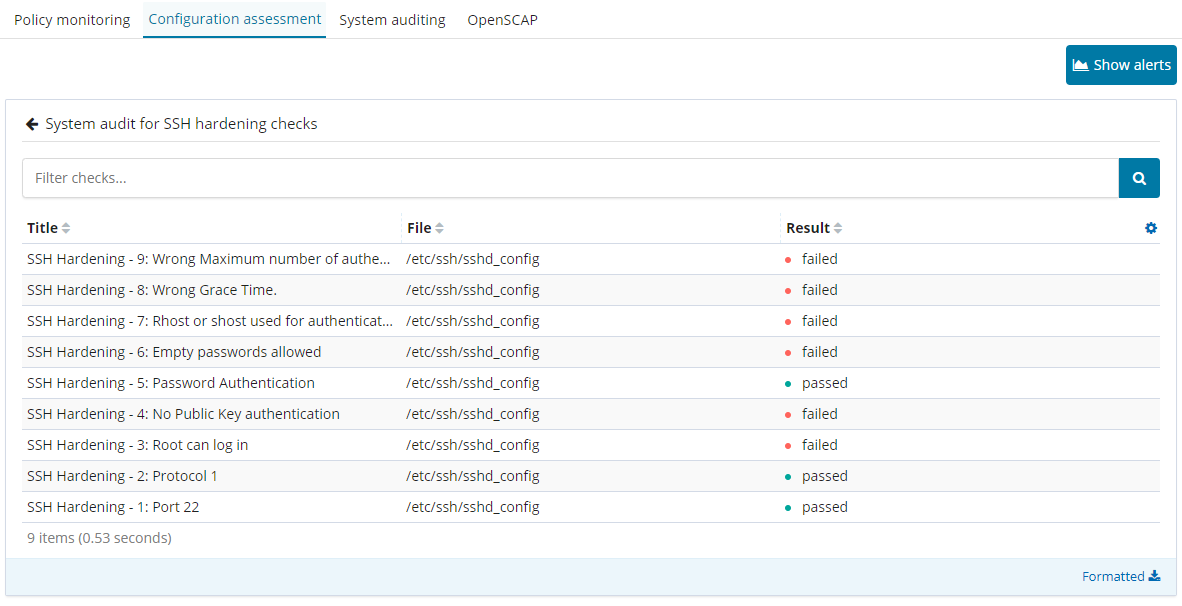 Policy monitoring Configuration assessment System auditing OpenSCAP
Show alerts
System audit for SSH hardening checks
Filter checks...
Title File Result
SSH Hardening - 9: Wrong Maximum number of authe... /etc/ssh/sshd_config failed
SSH Hardening - 8: Wrong Grace Time. /etc/ssh/sshd_config failed
SSH Hardening - 7: Rhost or shost used for authenticat... /etc/ssh/sshd_config failed
SSH Hardening - 6: Empty passwords allowed /etc/ssh/sshd_config failed
SSH Hardening - 5: Password Authentication /etc/ssh/sshd_config passed
SSH Hardening - 4: No Public Key authentication /etc/ssh/sshd_config failed
SSH Hardening - 3: Root can log in /etc/ssh/sshd_config failed
SSH Hardening - 2: Protocol 1 /etc/ssh/sshd_config passed
SSH Hardening - 1: Port 22 /etc/ssh/sshd_config passed
9 items (0.53 seconds)
Formatted